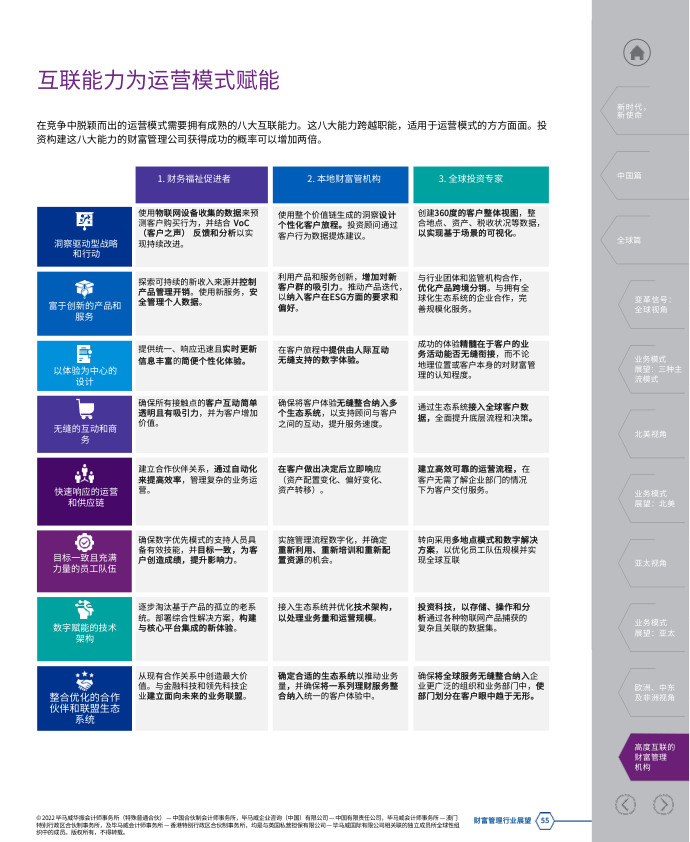 互联能力为运营模式赋能
在竞争中脱颖而出的运营模式需要拥有成熟的八大互联能力。这八大能力跨越职能，适用于运营模式的方方面面。投
资构建这八大能力的财富管理公司获得成功的概率可以增加两倍。
1. 财务福祉促进者
2. 本地财富管机构
3. 全球投资专家
洞察驱动型战略
和行动
使用物联网设备收集的数据来预
测客户购买行为，并结合 VoC
（客户之声） 反馈和分析以实
现持续改进。
使用整个价值链生成的洞察设计
个性化客户旅程。投资顾问通过
客户行为数据提炼建议。
创建360度的客户整体视图，整
合地点、资产、税收状况等数据，
以实现基于场景的可视化。
富于创新的产品和
服务
探索可持续的新收入来源并控制
产品管理开销。使用新服务，安
全管理个人数据。
利用产品和服务创新，增加对新
客户群的吸引力。推动产品迭代，
以纳入客户在ESG方面的要求和
偏好。
与行业团体和监管机构合作，
优化产品跨境分销。与拥有全
球化生态系统的企业合作，完
善规模化服务。
以体验为中心的
设计
提供统一、响应迅速且实时更新
信息丰富的简便个性化体验。
在客户旅程中提供由人际互动
无缝支持的数字体验。
成功的体验精髓在于客户的业
务活动能否无缝衔接，而不论
地理位置或客户本身的对财富管
理的认知程度。
无缝的互动和商
务
确保所有接触点的客户互动简单
透明且有吸引力，并为客户增加
价值。
确保将客户体验无缝整合纳入多
个生态系统，以支持顾问与客户
之间的互动，提升服务速度。
通过生态系统接入全球客户数
据，全面提升底层流程和决策。
快速响应的运营
和供应链
建立合作伙伴关系，通过自动化
来提高效率，管理复杂的业务运
营。
在客户做出决定后立即响应
（资产配置变化、偏好变化、
资产转移）。
建立高效可靠的运营流程，在
客户无需了解企业部门的情况
下为客户交付服务。
目标一致且充满
力量的员工队伍
确保数字优先模式的支持人员具
备有效技能，并目标一致，为客
户创造成绩，提升影响力。
实施管理流程数字化，并确定
重新利用、重新培训和重新配
置资源的机会。
转向采用多地点模式和数字解决
方案，以优化员工队伍规模并实
现全球互联
数字赋能的技术
架构
逐步淘汰基于产品的孤立的老系
统。部署综合性解决方案，构建
与核心平台集成的新体验。
接入生态系统并优化技术架构，
以处理业务量和运营规模。
投资科技，以存储、操作和分
析通过各种物联网产品捕获的
复杂且关联的数据集。
整合优化的合作
伙伴和联盟生态
系统
从现有合作关系中创造最大价
值。与金融科技和领先科技企
业建立面向未来的业务联盟。
确定合适的生态系统以推动业务
量，并确保将一系列理财服务整
合纳入统一的客户体验中。
确保将全球服务无缝整合纳入企
业更广泛的组织和业务部门中，使
部门划分在客户眼中趋于无形。
新时代，
新使命
中国篇
全球篇
变革信号：
全球视角
业务模式
展望：三种主
流模式
北美视角
业务模式
展望：北美
亚太视角
业务模式
展望：亚太
欧洲、中东
及非洲视角
高度互联的
财富管理
机构
© 2022 毕马威华振会计师事务所（特殊普通合伙） — 中国合伙制会计师事务所，毕马威企业咨询（中国）有限公司 — 中国有限责任公司，毕马威会计师事务所 — 澳门
特别行政区合伙制事务所，及毕马威会计师事务所 — 香港特别行政区合伙制事务所，均是与英国私营担保有限公司 — 毕马威国际有限公司相关联的独立成员所全球性组
织中的成员。版权所有，不得转载。
财富管理行业展望
55